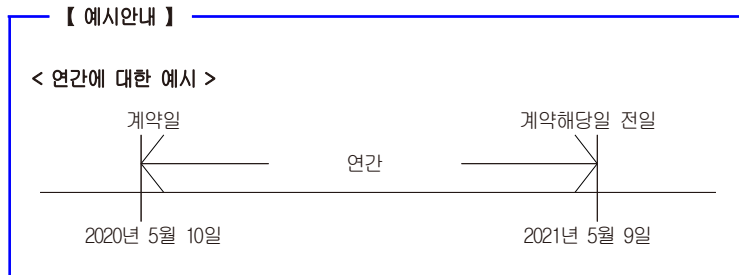 【 예시안내 】
< 연간에 대한 예시 >
계약일 계약해당일 전일
연간
2020년 5월 10일 2021년 5월 9일